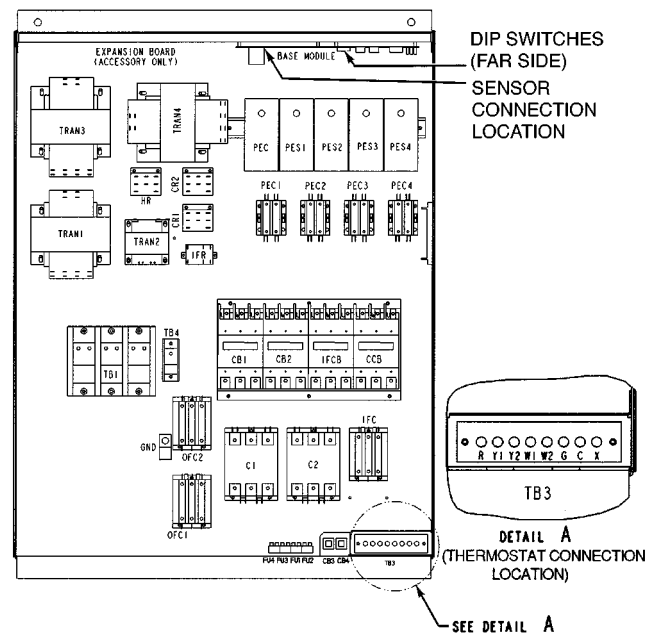 EXPANSION BOARD
(ACCESSORY ONLY)
BASE MODULE
DIP SWITCHES
(FAR SIDE)
SENSOR
CONNECTION
LOCATION
TRAN3
TRAN4
PEC
PES1
PES2
PES3
PES4
HR
CR2
PEC1
PEC2
PEC3
PEC4
TRAN1
TRAN2
CR1
IFR
TB1
TB4
CB1
CB2
IFCB
CCB
GND
OFC2
C1
C2
IFC
OFC1
FU4 FU3 FU1 FU2
CB3 CB4
TB3
R Y1 Y2 W1 W2 G C X
TB3
DETAIL A
(THERMOSTAT CONNECTION
LOCATION)
SEE DETAIL A